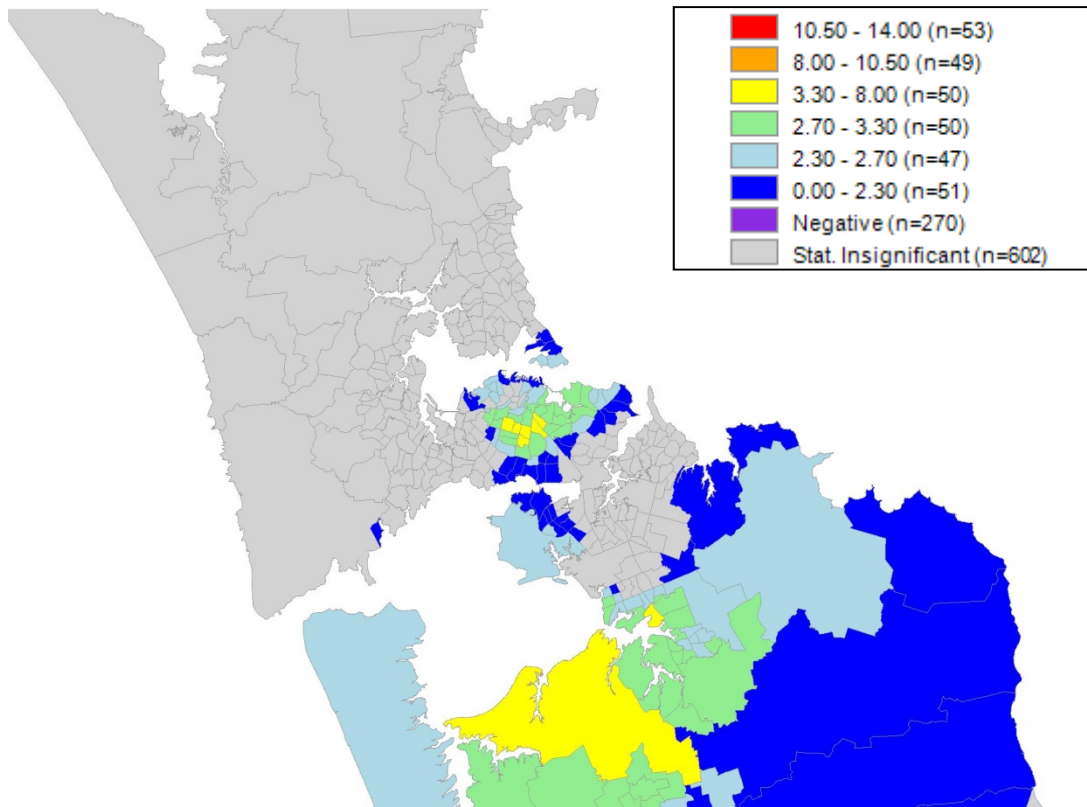 10.50 - 14.00 (n=53)
8.00 - 10.50 (n=49)
3.30 - 8.00 (n=50)
2.70 - 3.30 (n=50)
2.30 - 2.70 (n=47)
0.00 - 2.30 (n=51)
Negative (n=270)
Stat. Insignificant (n=602)